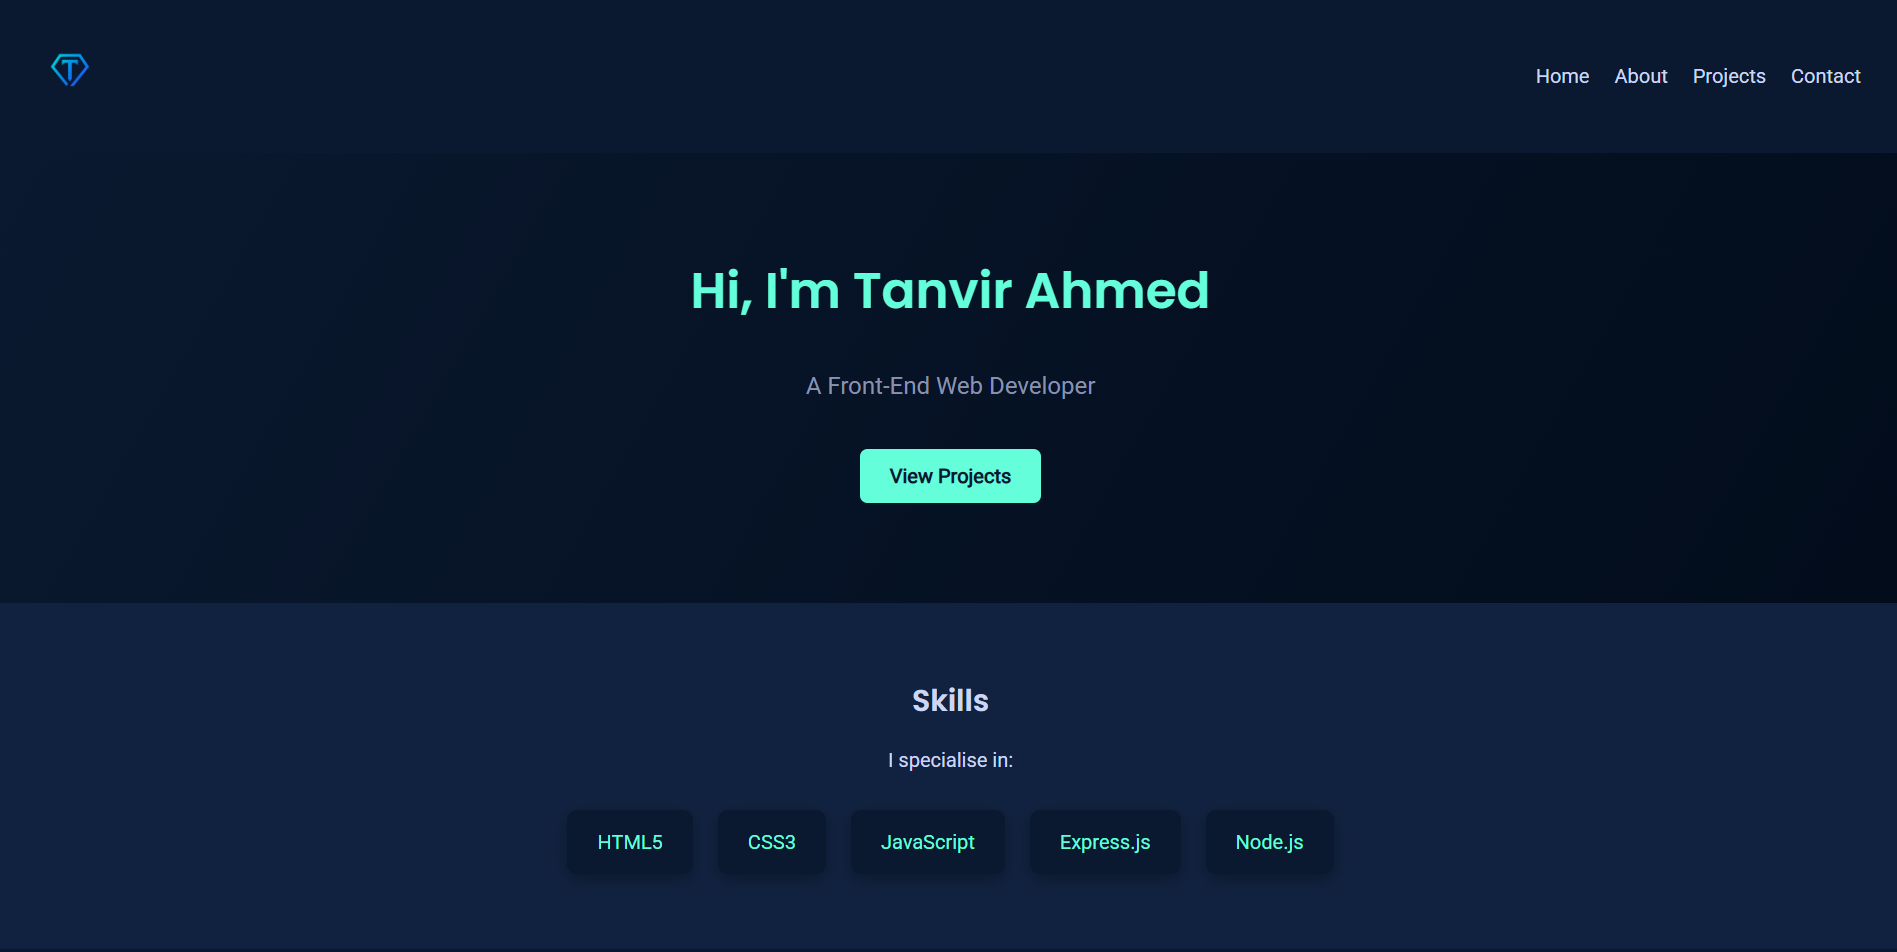 T
Home About Projects Contact
Hi, I'm Tanvir Ahmed
A Front-End Web Developer
View Projects
Skills
I specialise in:
HTML5 CSS3 JavaScript Express.js Node.js